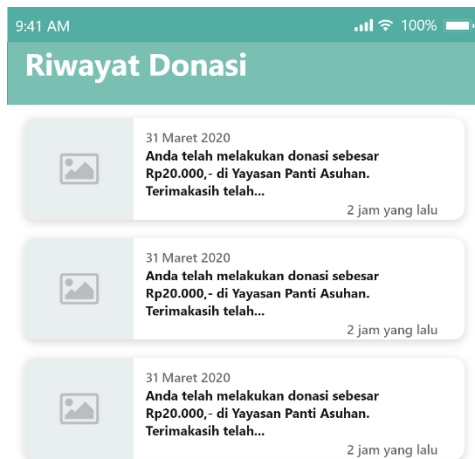 9:41 AM 100%
Riwayat Donasi
31 Maret 2020
Anda telah melakukan donasi sebesar
Rp20.000,- di Yayasan Panti Asuhan.
Terimakasih telah...
2 jam yang lalu
31 Maret 2020
Anda telah melakukan donasi sebesar
Rp20.000,- di Yayasan Panti Asuhan.
Terimakasih telah...
2 jam yang lalu
31 Maret 2020
Anda telah melakukan donasi sebesar
Rp20.000,- di Yayasan Panti Asuhan.
Terimakasih telah...
2 jam yang lalu